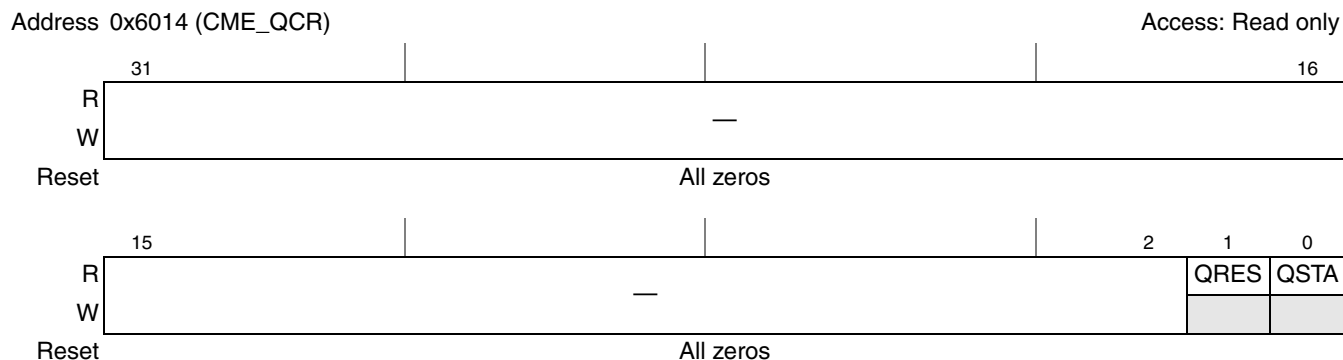 Address 0x6014 (CME_QCR) Access: Read only
31 16
R
—
W
Reset All zeros
15 2 1 0
R QRES QSTA
—
W
Reset All zeros